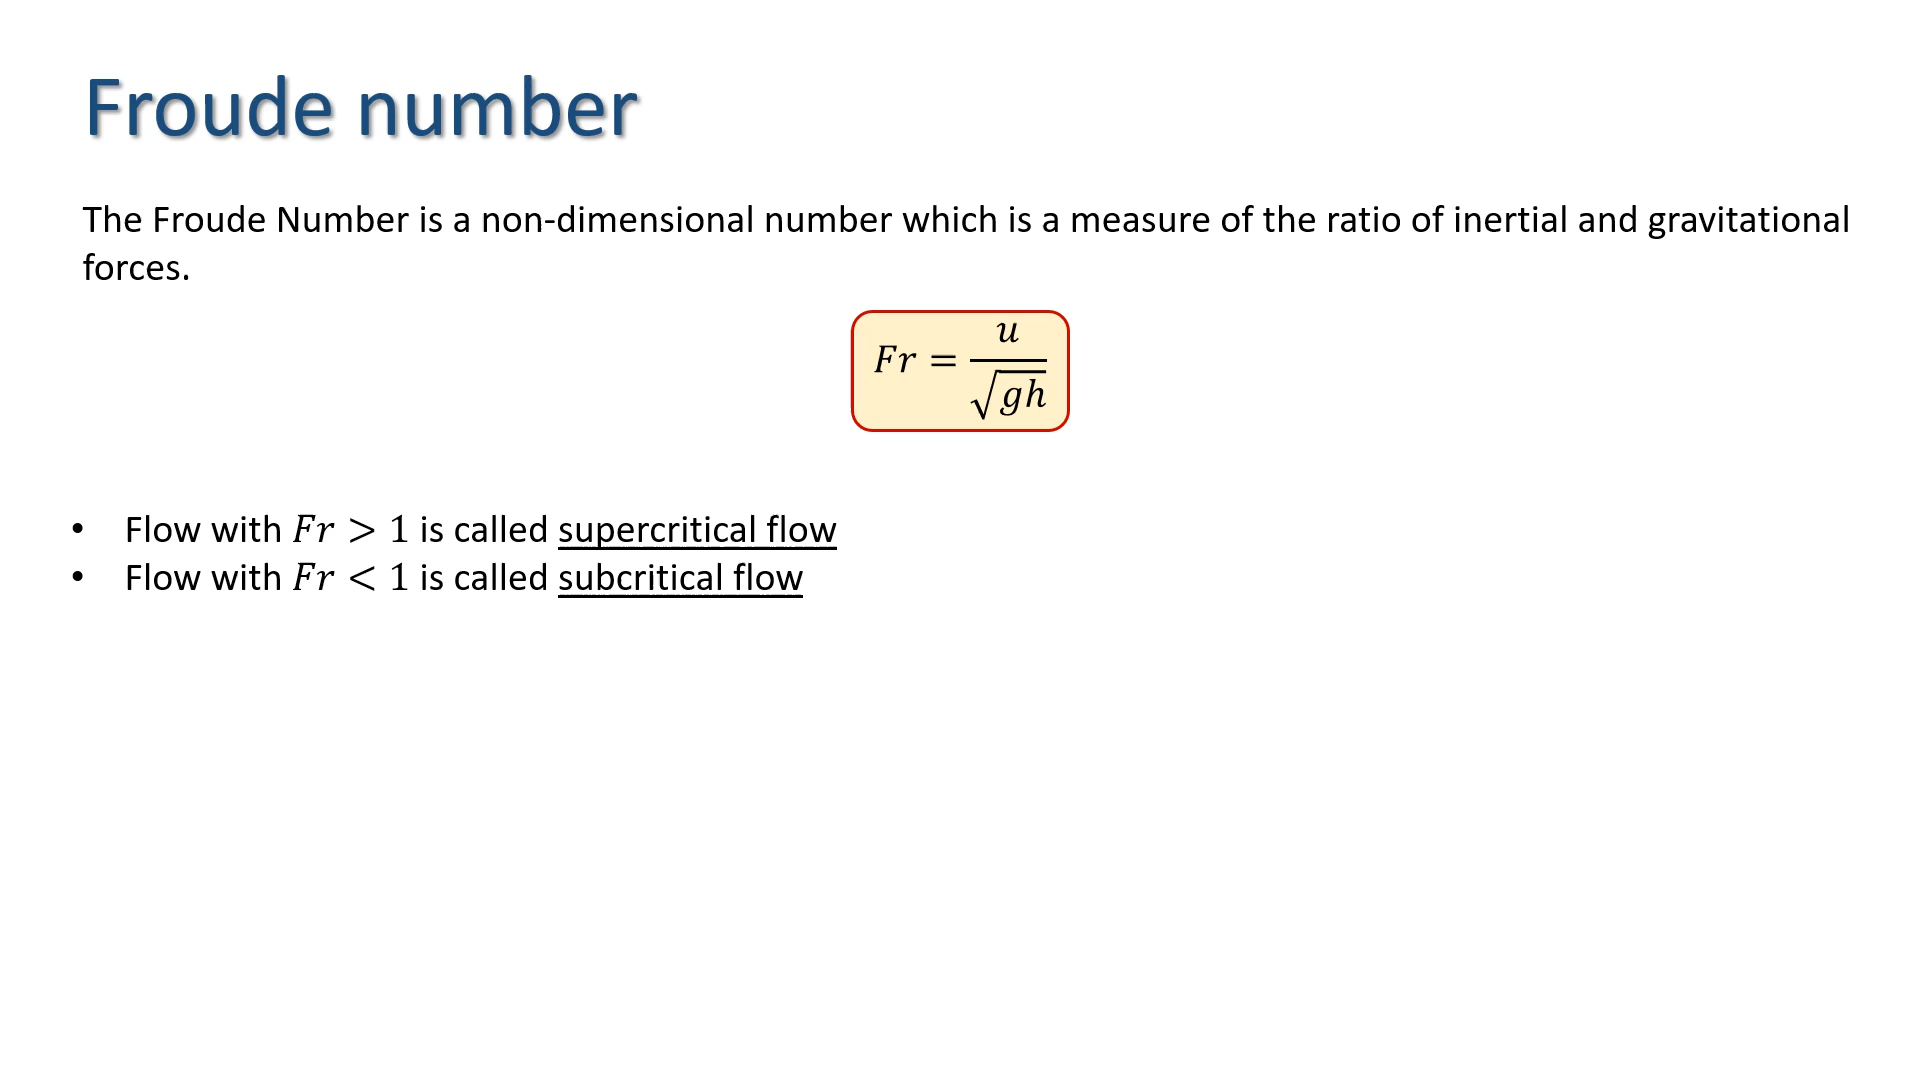 Froude number
The Froude Number is a non-dimensional number which is a measure of the ratio of inertial and gravitational
forces.
Fr = u / √gh
• Flow with Fr > 1 is called supercritical flow
• Flow with Fr < 1 is called subcritical flow